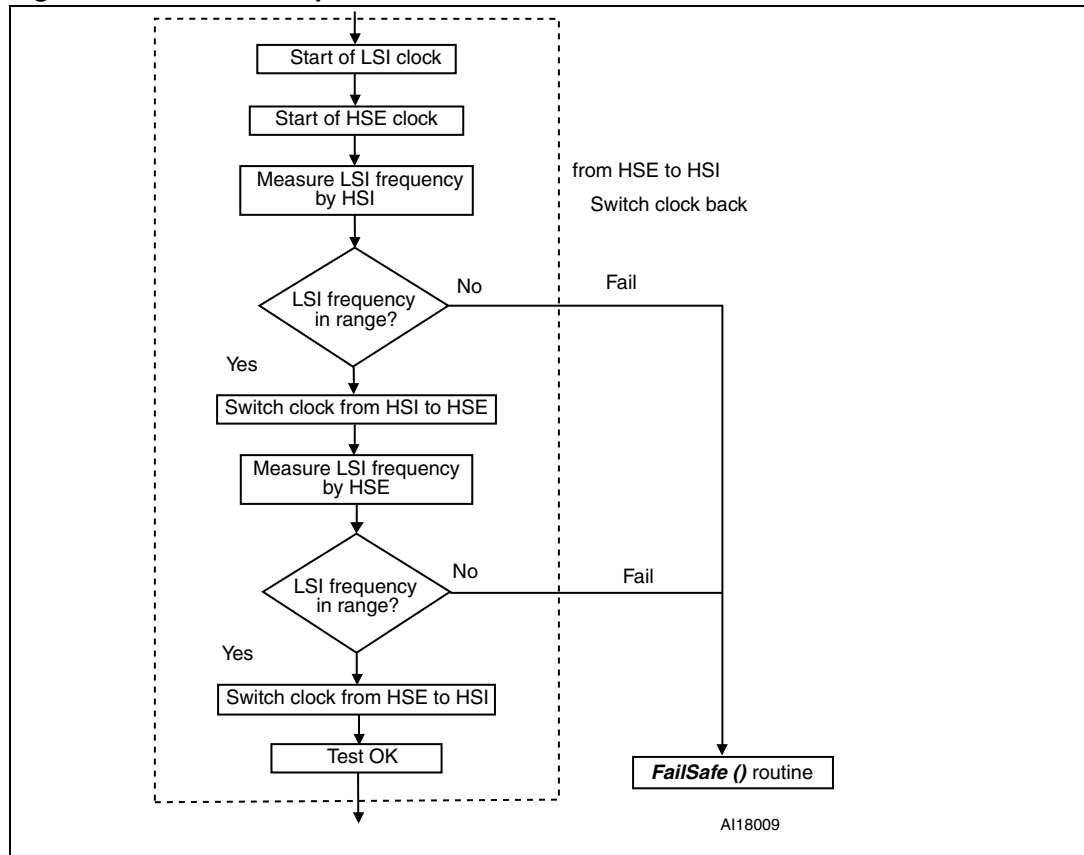 Start of LSI clock
Start of HSE clock
Measure LSI frequency
by HSI
from HSE to HSI
Switch clock back
LSI frequency
in range?
No
Fail
Yes
Switch clock from HSI to HSE
Measure LSI frequency
by HSE
LSI frequency
in range?
No
Fail
Yes
Switch clock from HSE to HSI
Test OK
FailSafe () routine
AI18009